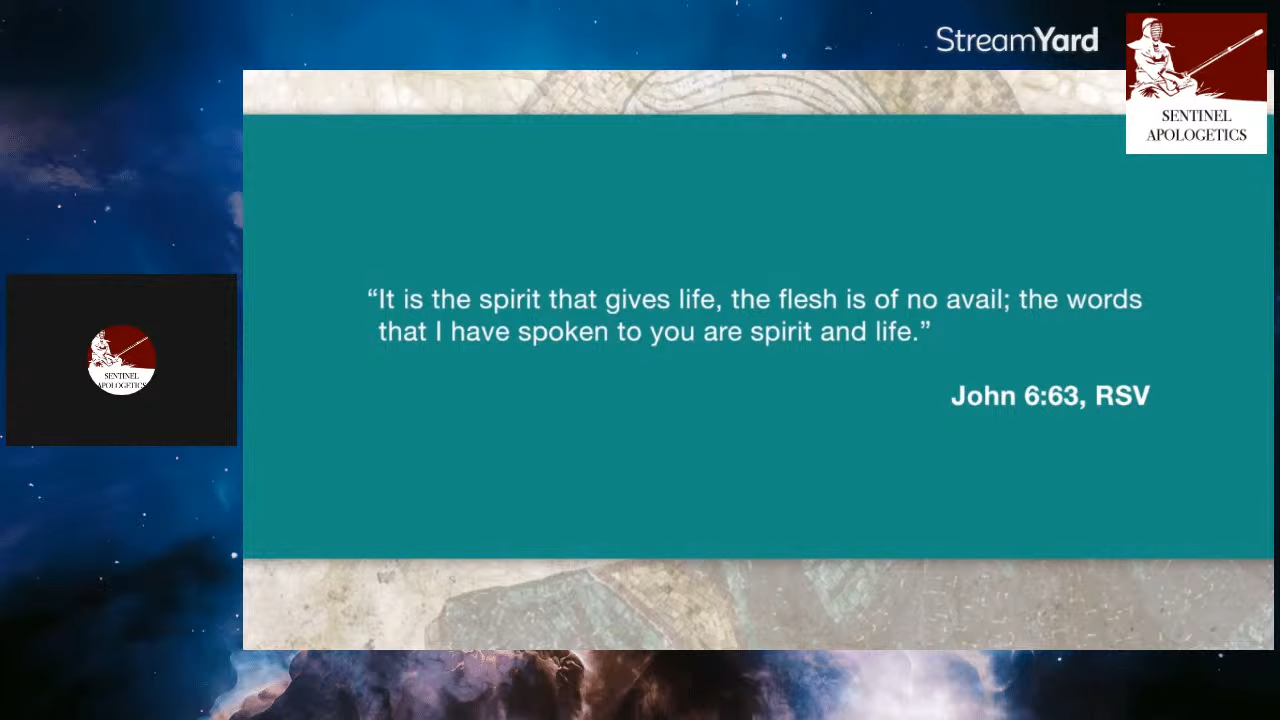 StreamYard
SENTINEL
APOLOGETICS
“It is the spirit that gives life, the flesh is of no avail; the words
that I have spoken to you are spirit and life.”
John 6:63, RSV
SENTINEL
APOLOGETICS